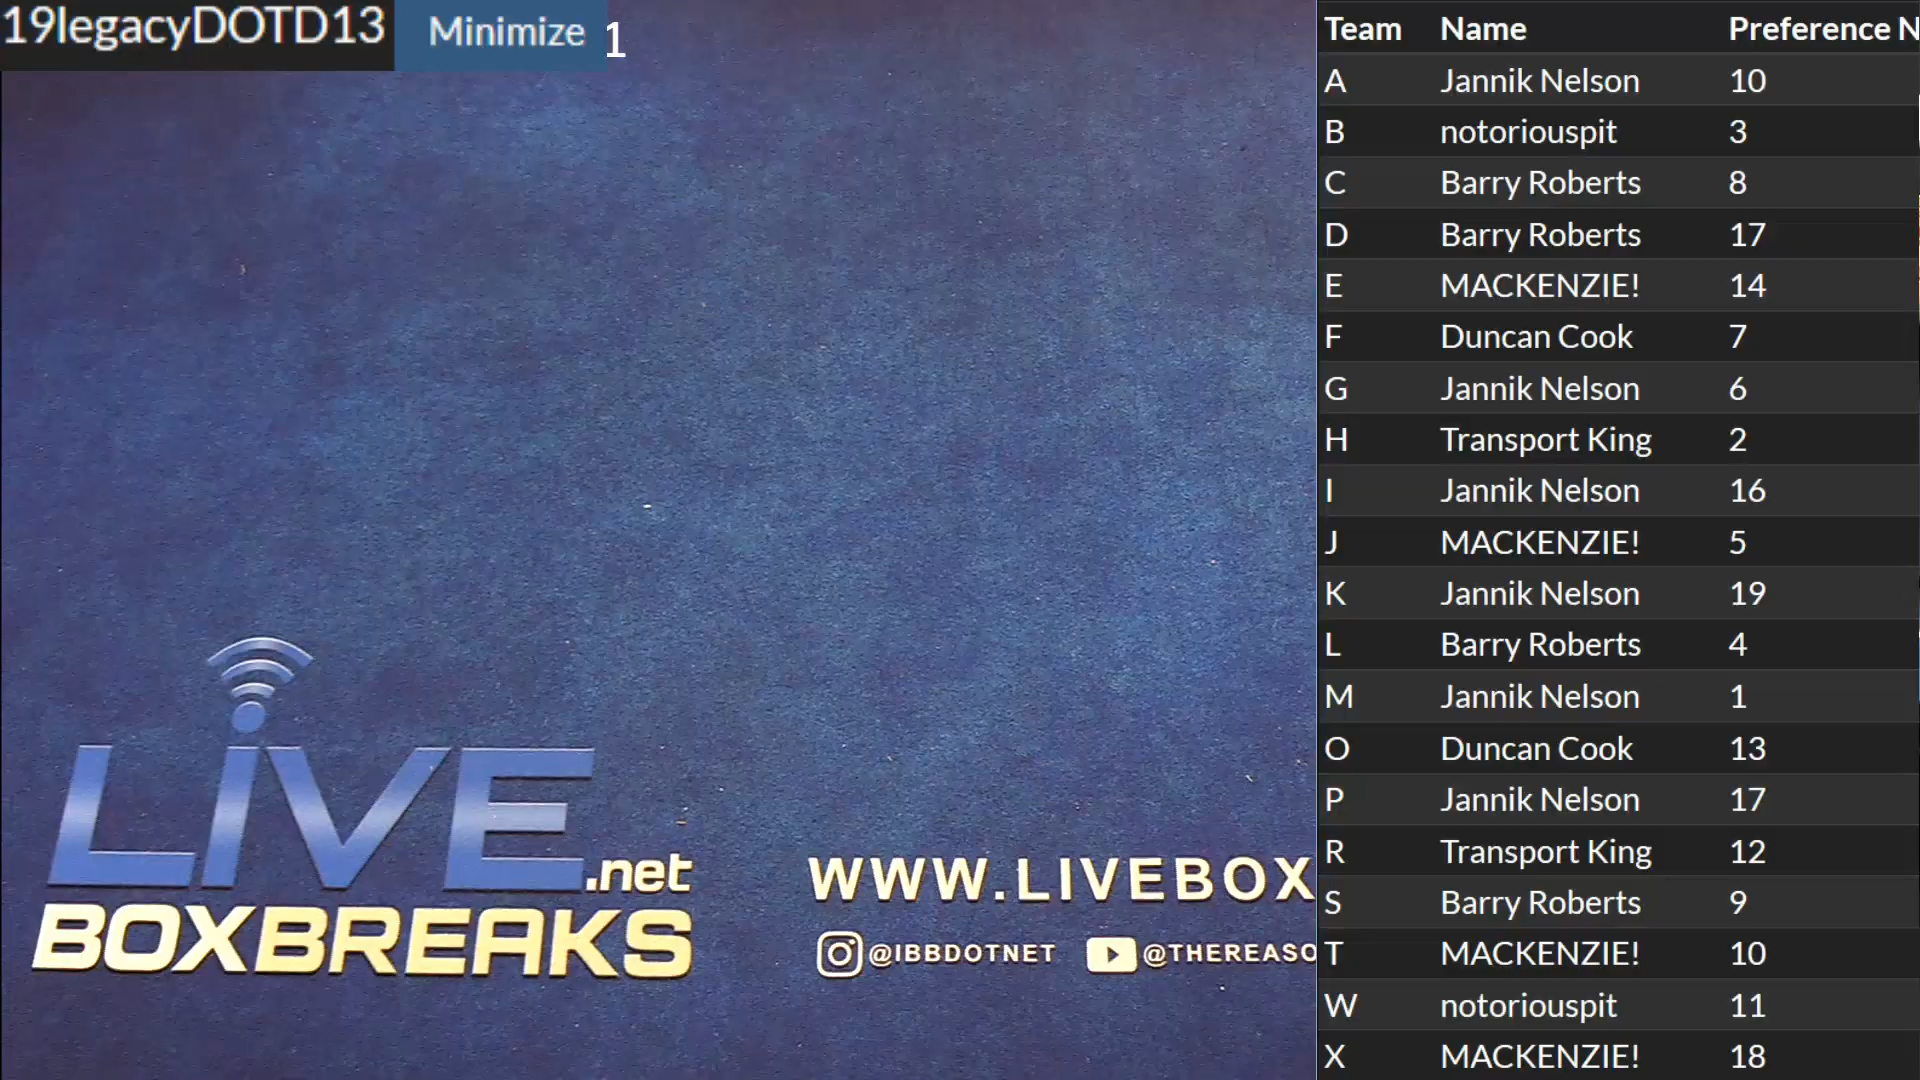 19legacyDOTD13 Minimize 1
Team Name Preference N
A Jannik Nelson 10
B notoriouspit 3
C Barry Roberts 8
D Barry Roberts 17
E MACKENZIE! 14
F Duncan Cook 7
G Jannik Nelson 6
H Transport King 2
I Jannik Nelson 16
J MACKENZIE! 5
K Jannik Nelson 19
L Barry Roberts 4
M Jannik Nelson 1
O Duncan Cook 13
P Jannik Nelson 17
R Transport King 12
S Barry Roberts 9
T MACKENZIE! 10
W notoriouspit 11
X MACKENZIE! 18
LiVE.net
BOXBREAKS
WWW.LIVEBOX
@IBBDOTNET @THEREASO